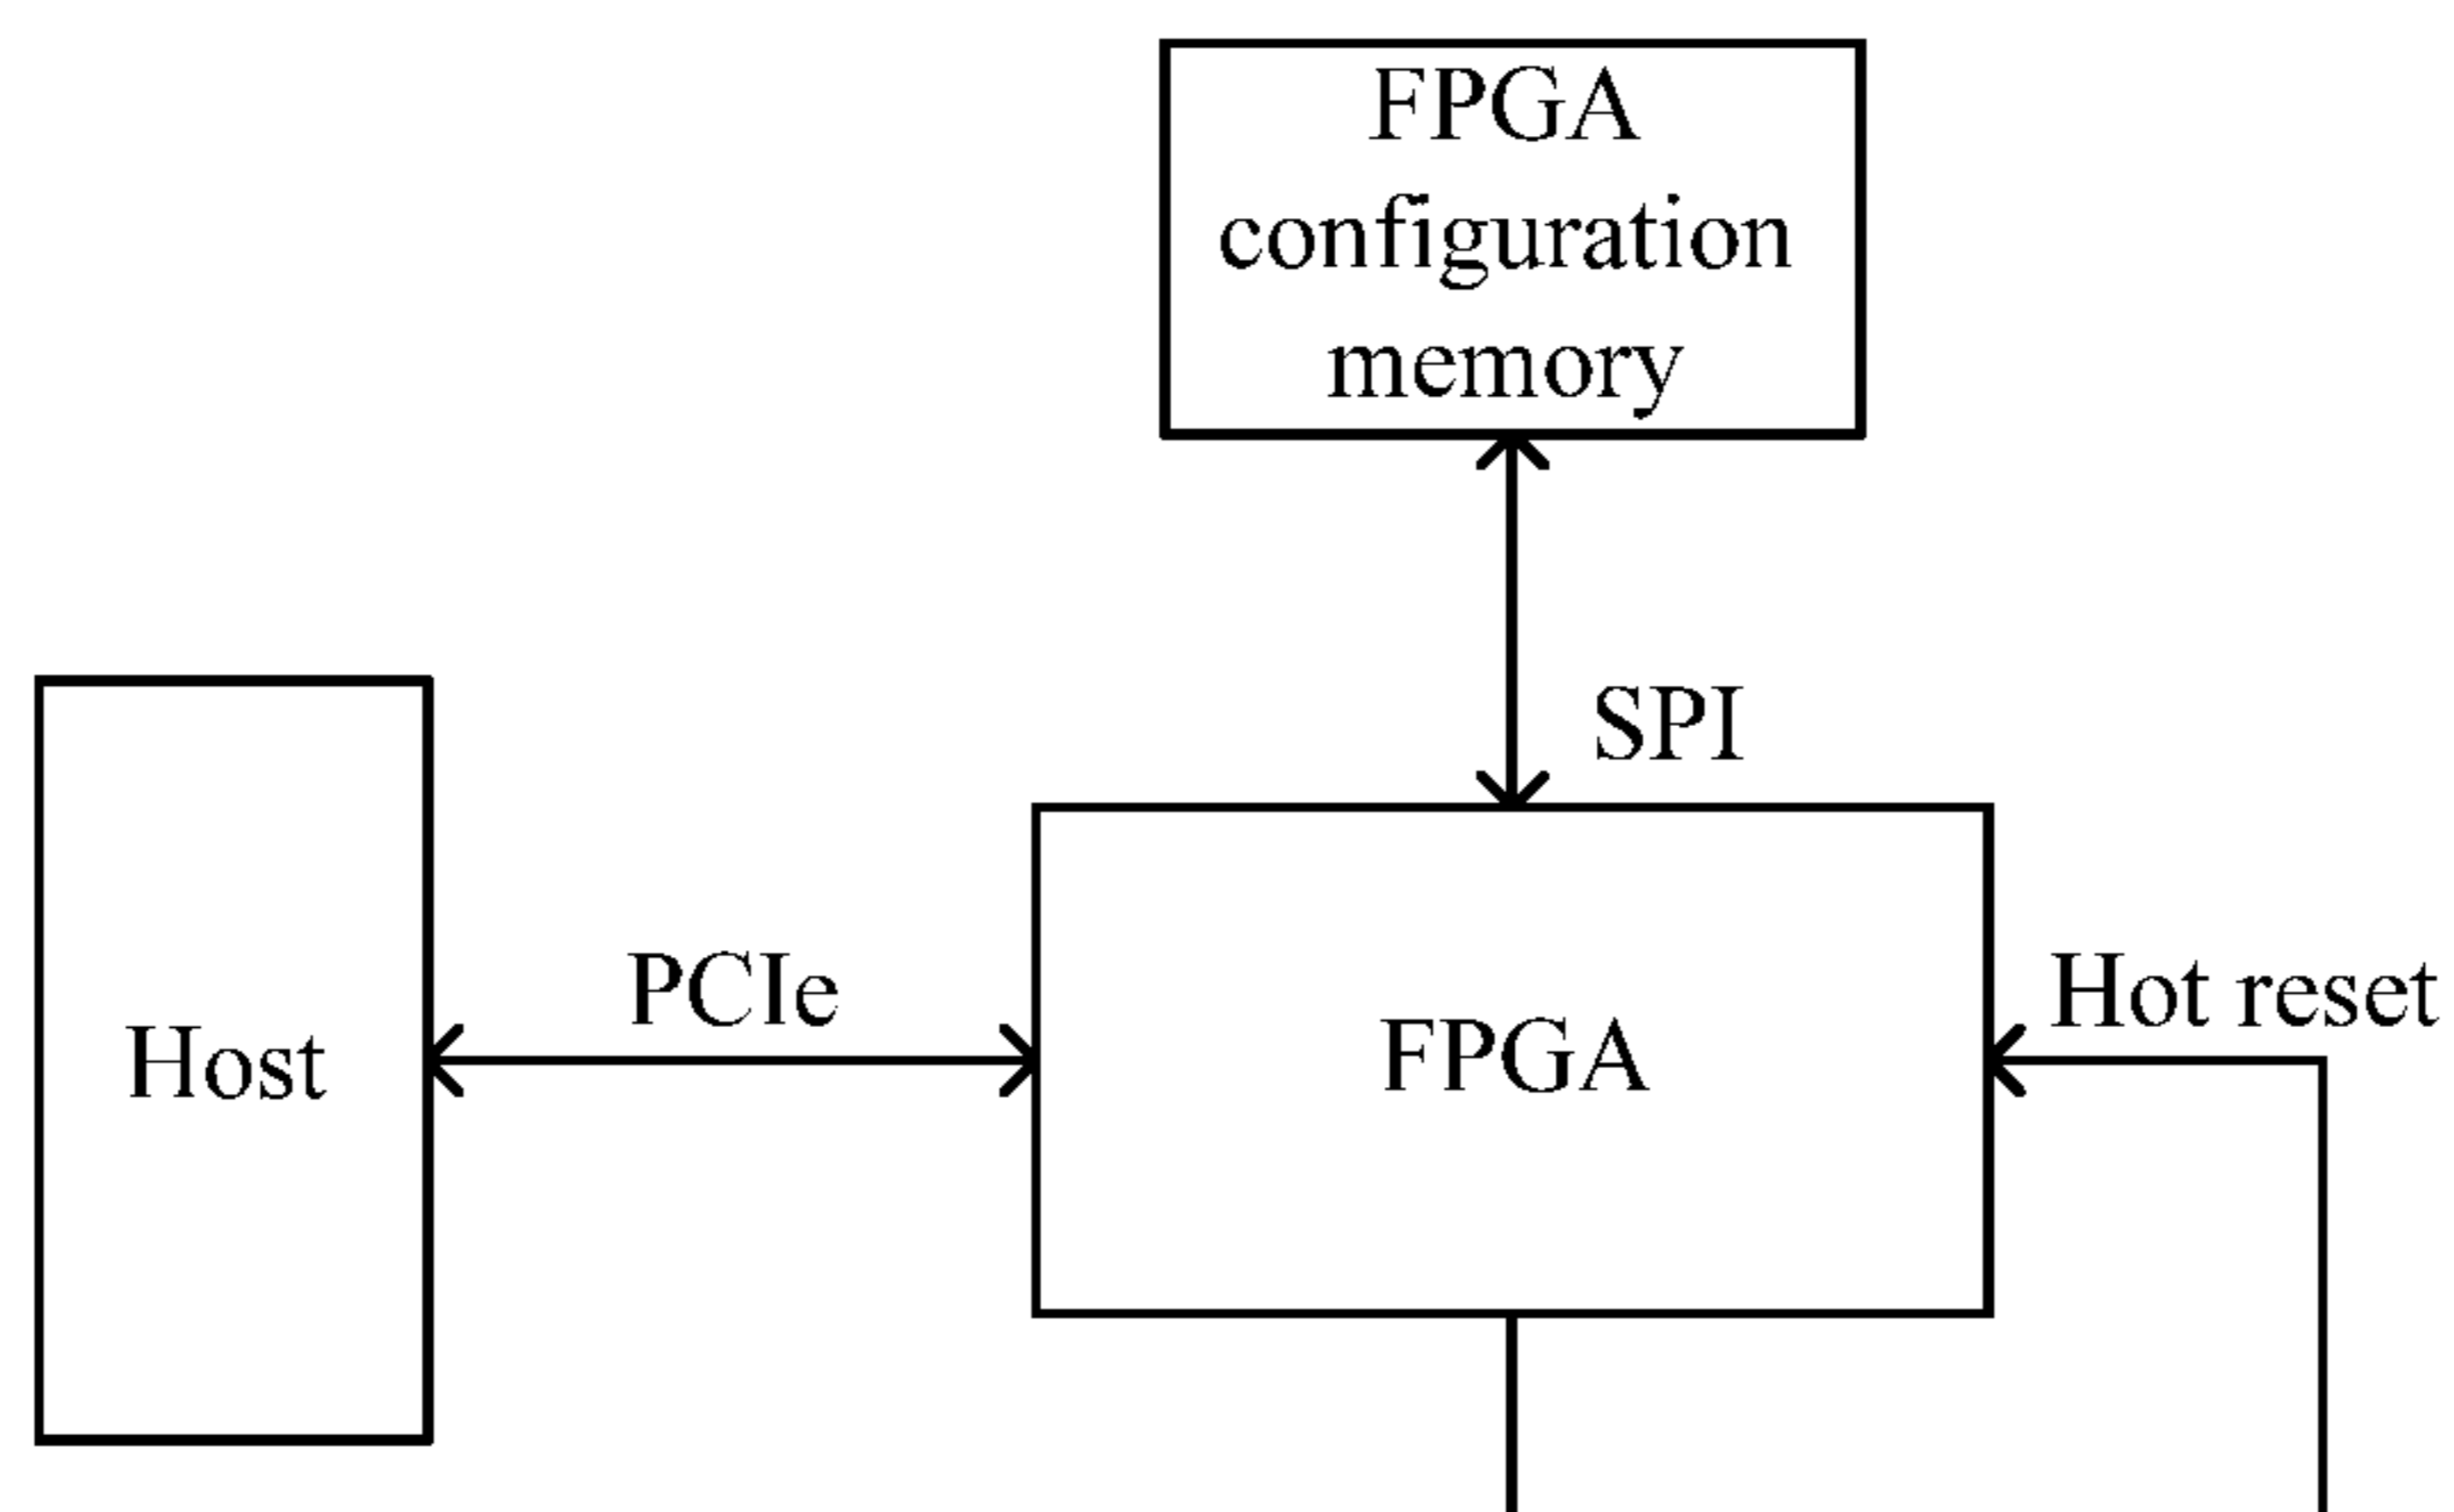 FPGA
configuration
memory
SPI
PCIe
Hot reset
Host
FPGA